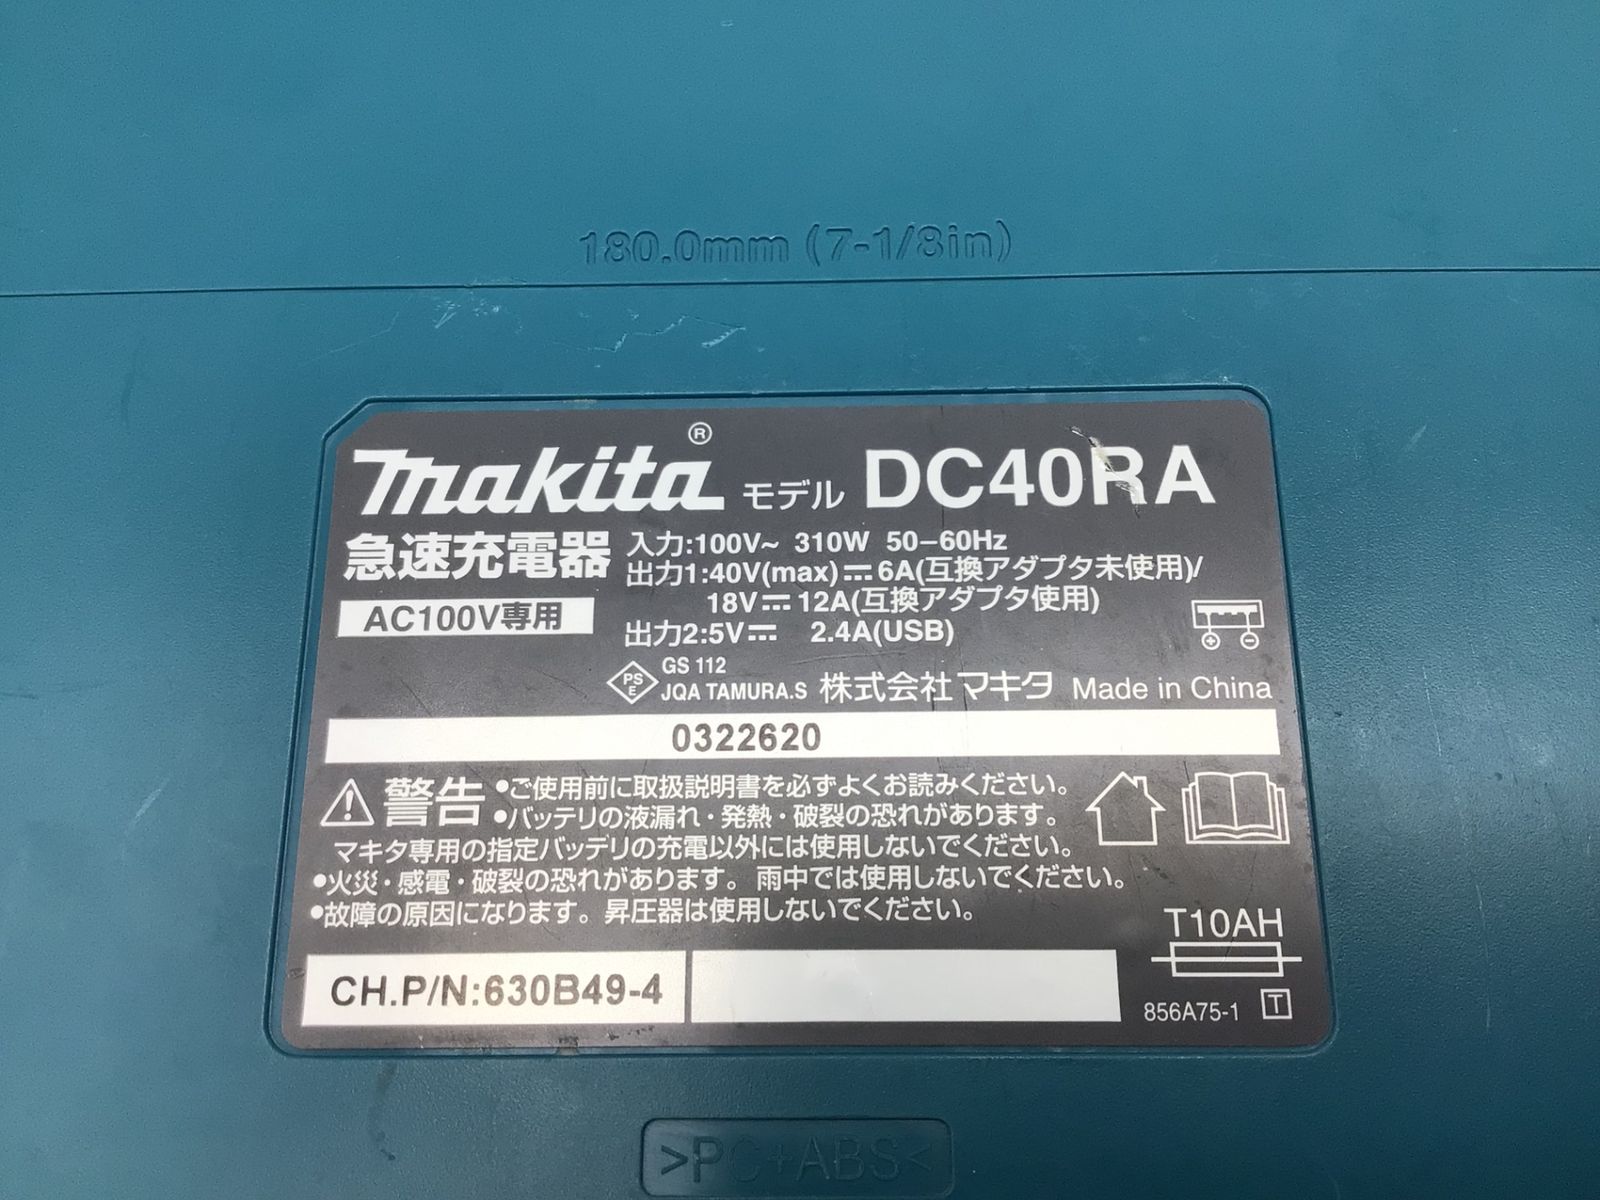 180.0mm (7-1/8in)
makita® モデル DC40RA
急速充電器
AC100V専用
入力:100V~ 310W 50-60Hz
出力1:40V(max)⎓6A(互換アダプタ未使用)/
18V⎓12A(互換アダプタ使用)
出力2:5V⎓ 2.4A(USB)
PS
E
GS 112
JQA TAMURA.S
株式会社マキタ Made in China
0322620
⚠警告 •ご使用前に取扱説明書を必ずよくお読みください。
•バッテリの液漏れ・発熱・破裂の恐れがあります。
マキタ専用の指定バッテリの充電以外には使用しないでください。
•火災・感電・破裂の恐れがあります。雨中では使用しないでください。
•故障の原因になります。昇圧器は使用しないでください。
T10AH
CH.P/N:630B49-4
856A75-1 T
>PC+ABS<